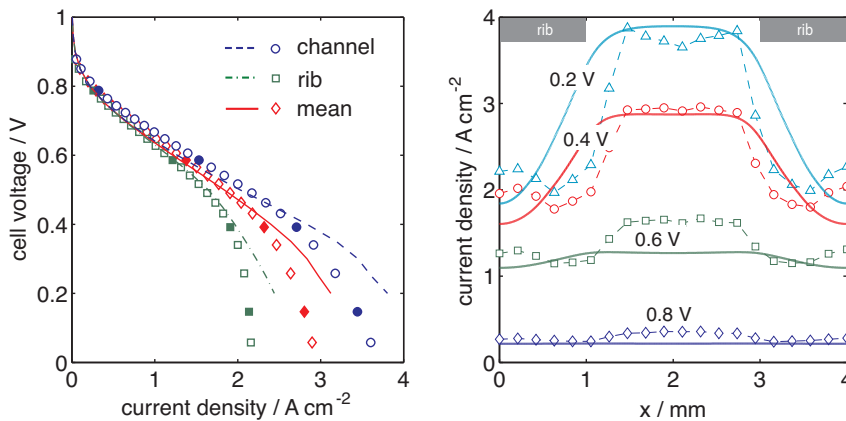 cell voltage / V
1
0.8
0.6
0.4
0.2
0
channel
rib
mean
0 1 2 3 4
current density / A cm-2
current density / A cm-2
4
3
2
1
0
rib rib
0.2 V
0.4 V
0.6 V
0.8 V
0 1 2 3 4
x / mm